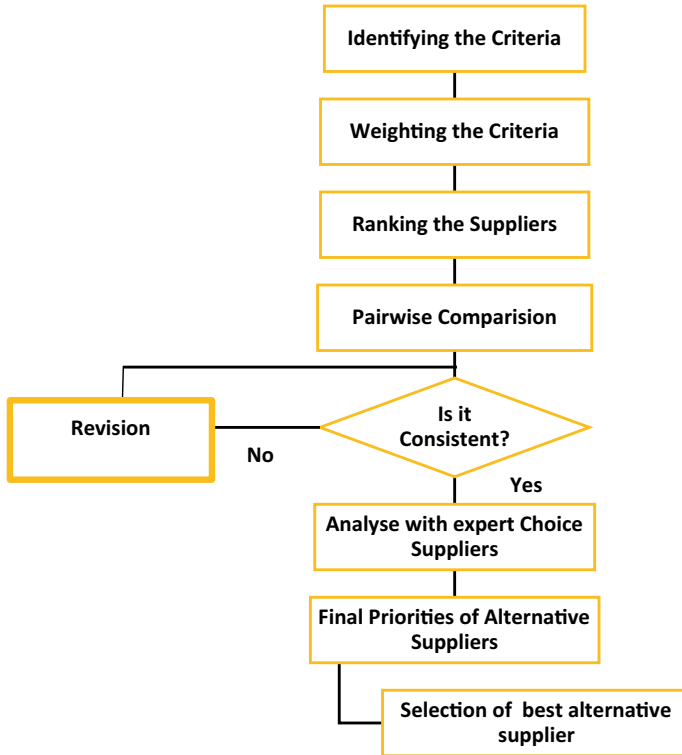 Identifying the Criteria
Weighting the Criteria
Ranking the Suppliers
Pairwise Comparision
Revision
Is it
Consistent?
No
Yes
Analyse with expert Choice
Suppliers
Final Priorities of Alternative
Suppliers
Selection of best alternative
supplier